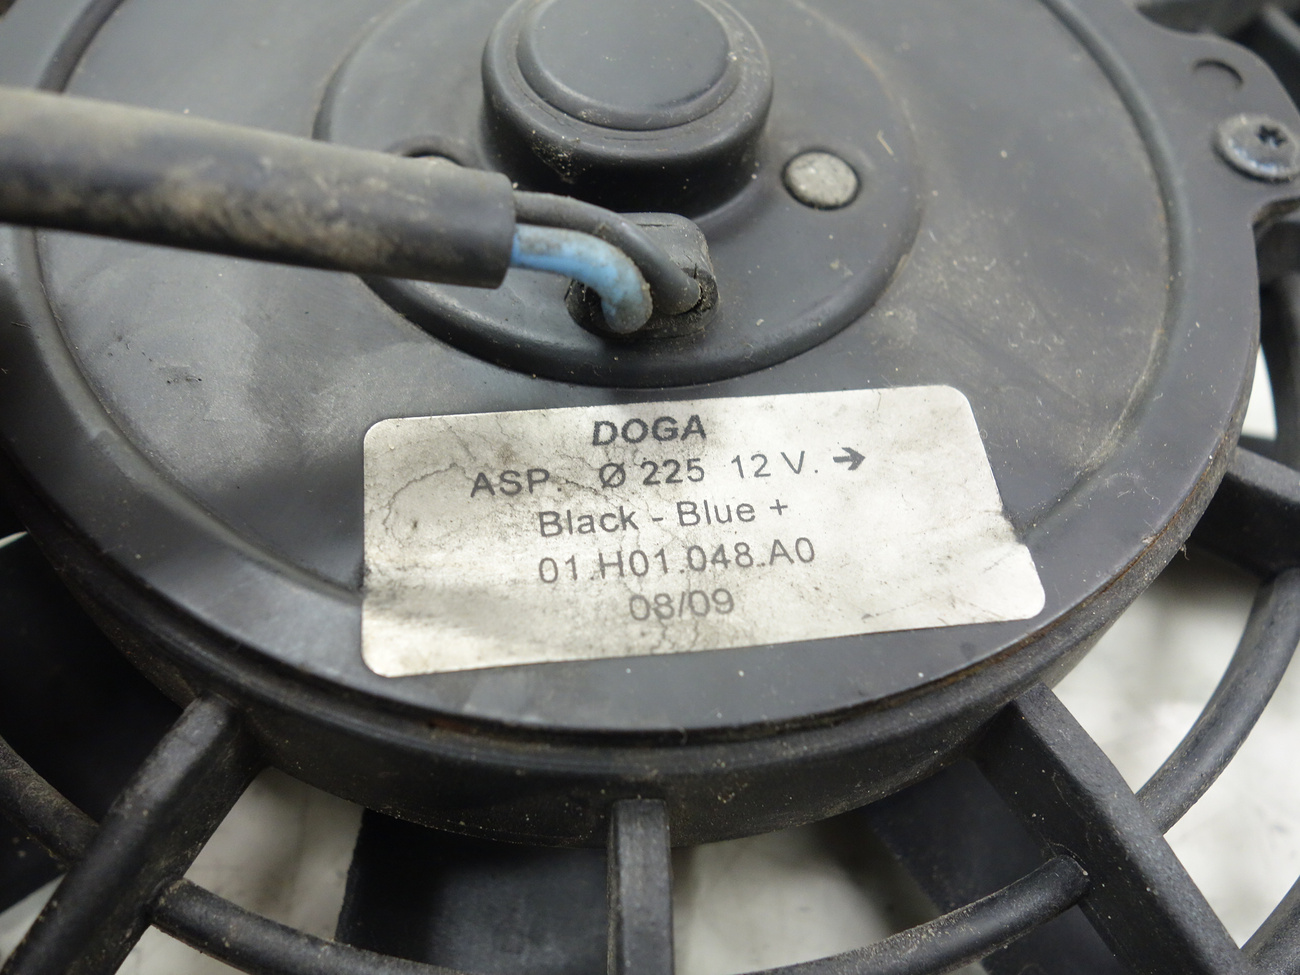 DOGA
ASP. Ø 225 12 V. →
Black - Blue +
01.H01.048.A0
08/09